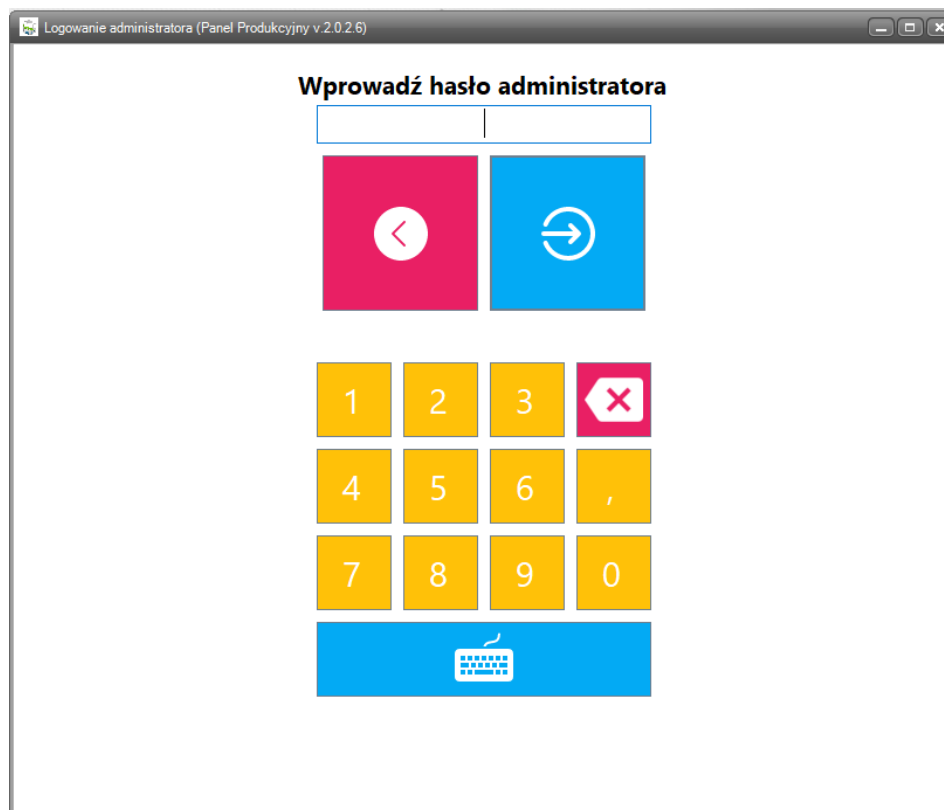 Logowanie administratora (Panel Produkcyjny v.2.0.2.6)
Wprowadź hasło administratora
1 2 3
4 5 6 ,
7 8 9 0